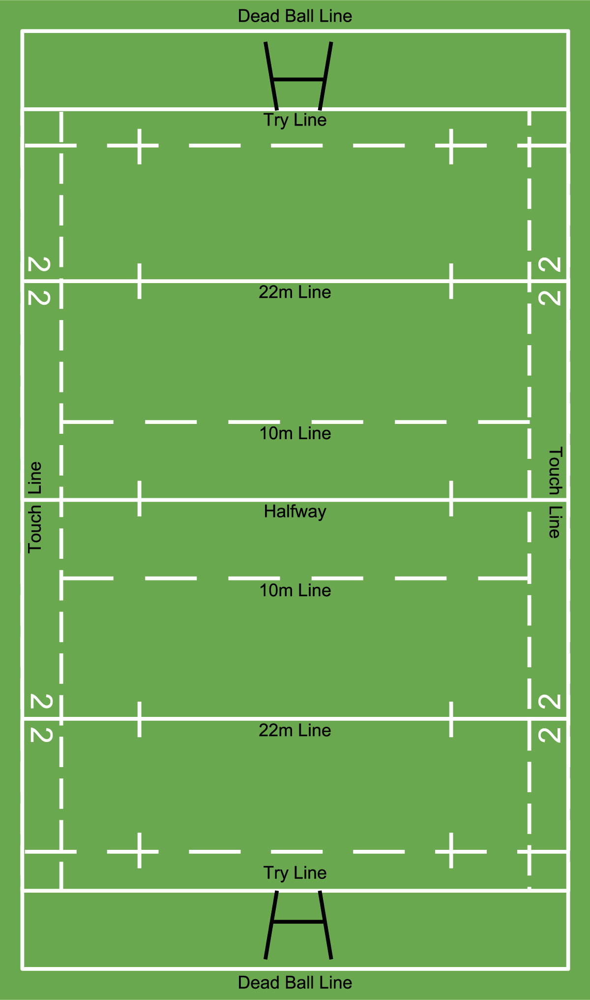 Dead Ball Line
Try Line
2 2
22m Line
2 2
10m Line
Touch Line
Touch Line
Halfway
10m Line
2 2
22m Line
2 2
Try Line
Dead Ball Line